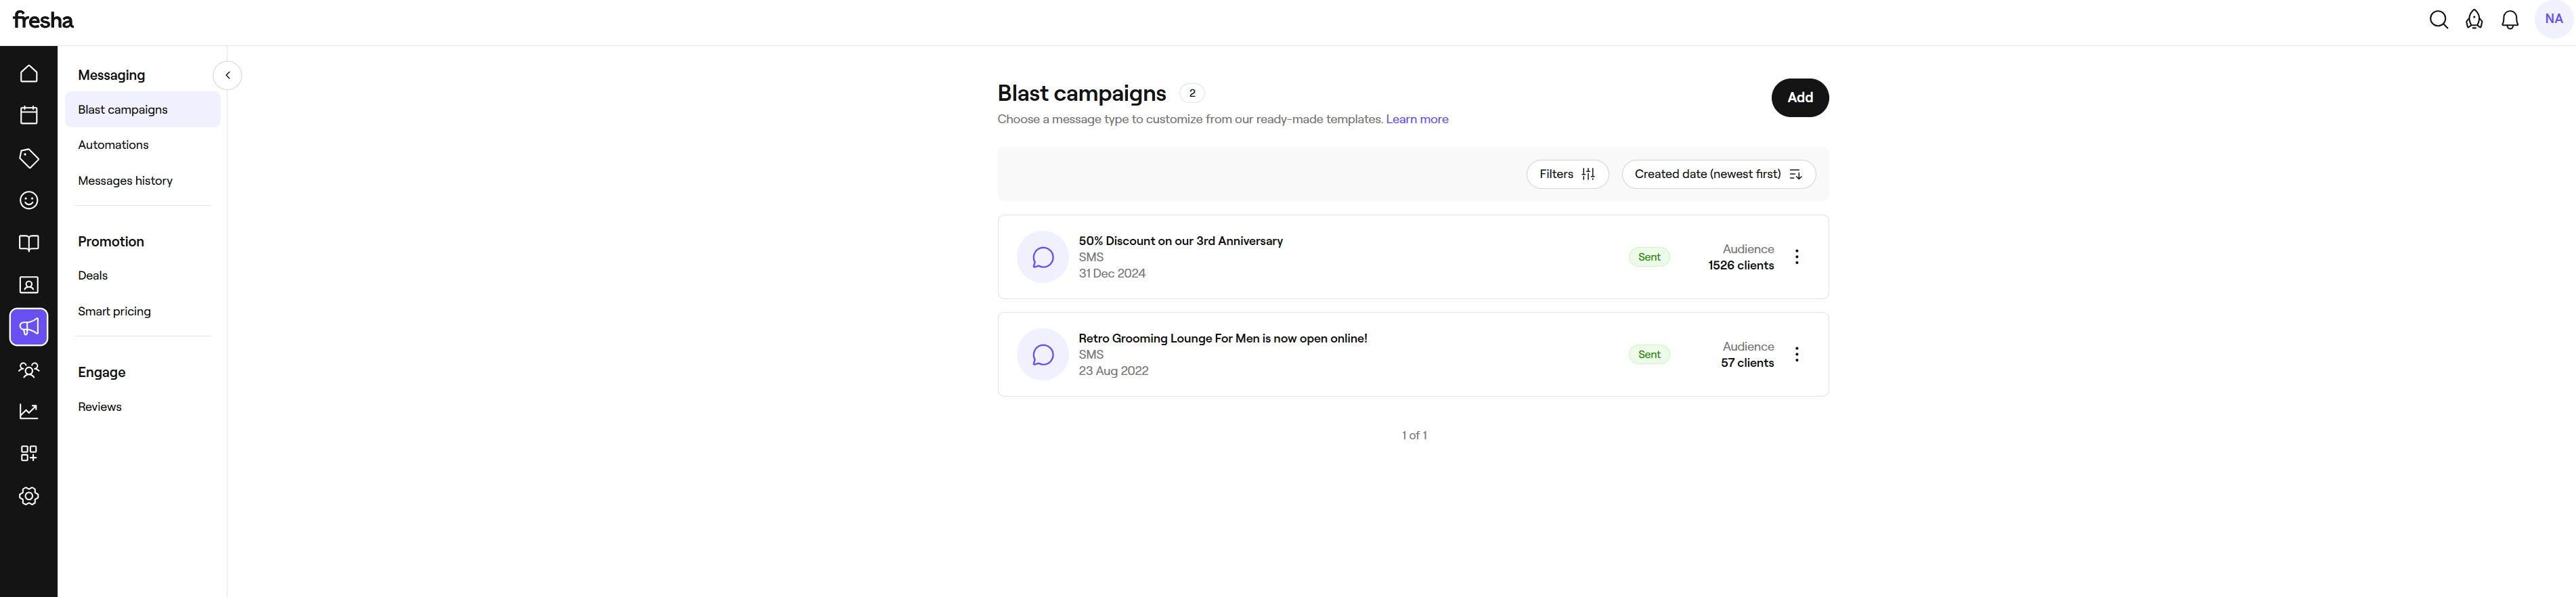 fresha
NA
Messaging
Blast campaigns
Automations
Messages history
Promotion
Deals
Smart pricing
Engage
Reviews
Blast campaigns 2
Add
Choose a message type to customize from our ready-made templates. Learn more
Filters
Created date (newest first)
50% Discount on our 3rd Anniversary
SMS
31 Dec 2024
Sent
Audience
1526 clients
Retro Grooming Lounge For Men is now open online!
SMS
23 Aug 2022
Sent
Audience
57 clients
1 of 1